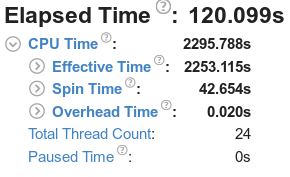 Elapsed Time ?: 120.099s
CPU Time ?: 2295.788s
Effective Time ?: 2253.115s
Spin Time ?: 42.654s
Overhead Time ?: 0.020s
Total Thread Count: 24
Paused Time ?: 0s